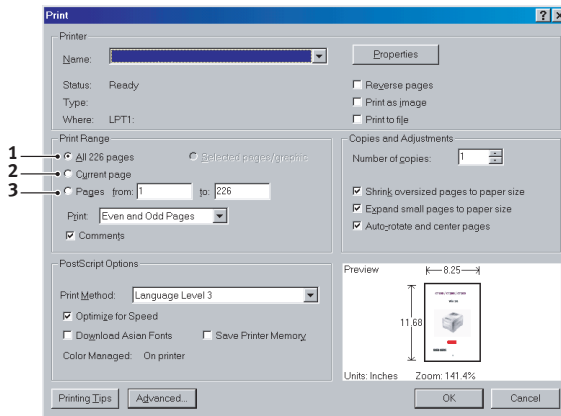 Print
Printer
Name:
Properties
Status: Ready
Type:
Where: LPT1:
Reverse pages
Print as image
Print to file
Print Range
1 All 226 pages Selected pages/graphic
2 Current page
3 Pages from: 1 to: 226
Print: Even and Odd Pages
Comments
Copies and Adjustments
Number of copies: 1
Shrink oversized pages to paper size
Expand small pages to paper size
Auto-rotate and center pages
PostScript Options
Print Method: Language Level 3
Optimize for Speed
Download Asian Fonts Save Printer Memory
Color Managed: On printer
Preview
8.25
11.68
Units: Inches Zoom: 141.4%
Printing Tips Advanced... OK Cancel